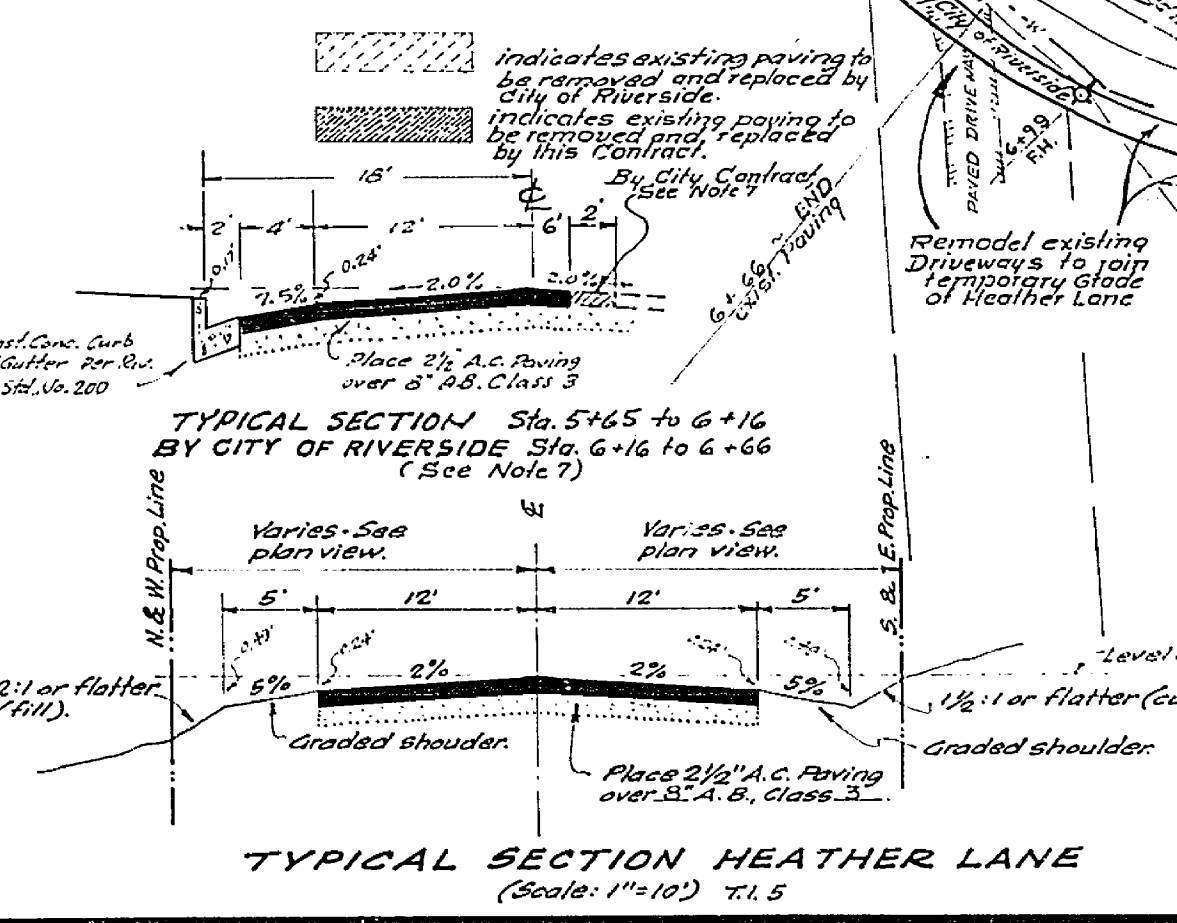 indicates existing paving to
be removed and replaced by
City of Riverside.
indicates existing paving to
be removed and replaced
by this Contract.
By City Contract
See Note 7
18'
℄
2' 4' 12' 6' 2'
0.17' 0.24'
7.5% 2.0% 2.0%
Conc. Curb
Gutter Per Riv.
Std. No. 200
Place 2½" A.C. Paving
over 8" A.B. Class 3
TYPICAL SECTION Sta. 5+65 to 6+16
BY CITY OF RIVERSIDE Sta. 6+16 to 6+66
(See Note 7)
6+66 ~ END
exist. Paving
City of Riverside
PAVED DRIVEWAY
6+99
F.H.
Remodel existing
Driveways to join
temporary Grade
of Heather Lane
N. & W. Prop. Line
S. & E. Prop. Line
Varies - See
plan view.
Varies - See
plan view.
5' 12' 12' 5'
0.24'
5% 2% 2% 5%
2:1 or flatter
(fill).
Level
1½:1 or flatter
Graded shouder.
Graded shoulder.
Place 2½" A.C. Paving
over 8" A.B., Class 3.
TYPICAL SECTION HEATHER LANE
(Scale: 1"=10') T.I. 5